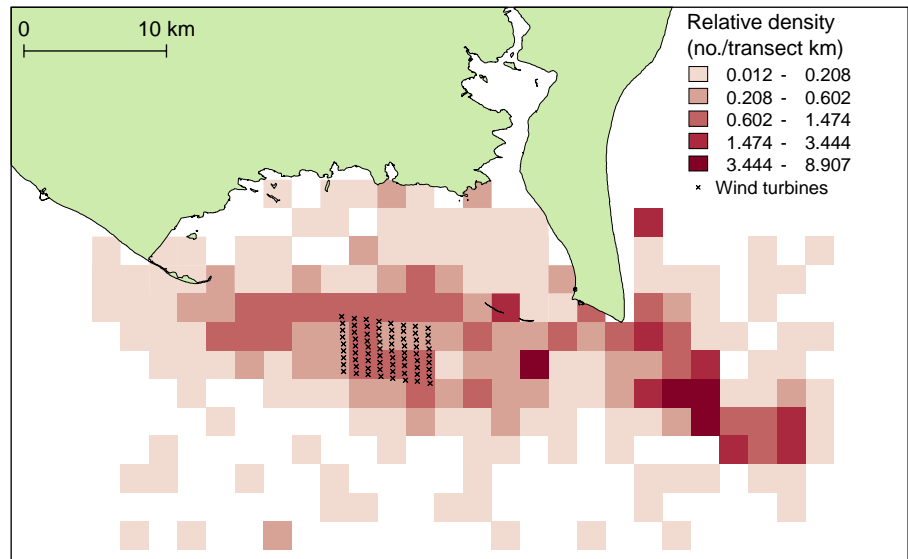 0 10 km
Relative density
(no./transect km)
0.012 - 0.208
0.208 - 0.602
0.602 - 1.474
1.474 - 3.444
3.444 - 8.907
Wind turbines